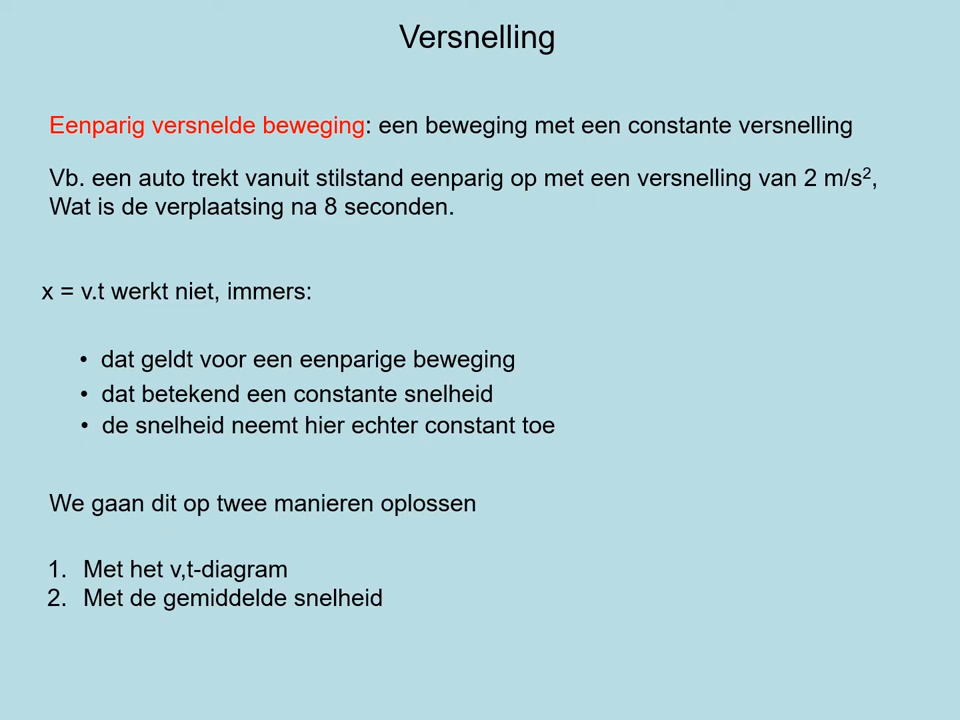 Versnelling
Eenparig versnelde beweging: een beweging met een constante versnelling
Vb. een auto trekt vanuit stilstand eenparig op met een versnelling van 2 m/s²,
Wat is de verplaatsing na 8 seconden.
x = v.t werkt niet, immers:
• dat geldt voor een eenparige beweging
• dat betekend een constante snelheid
• de snelheid neemt hier echter constant toe
We gaan dit op twee manieren oplossen
1. Met het v,t-diagram
2. Met de gemiddelde snelheid